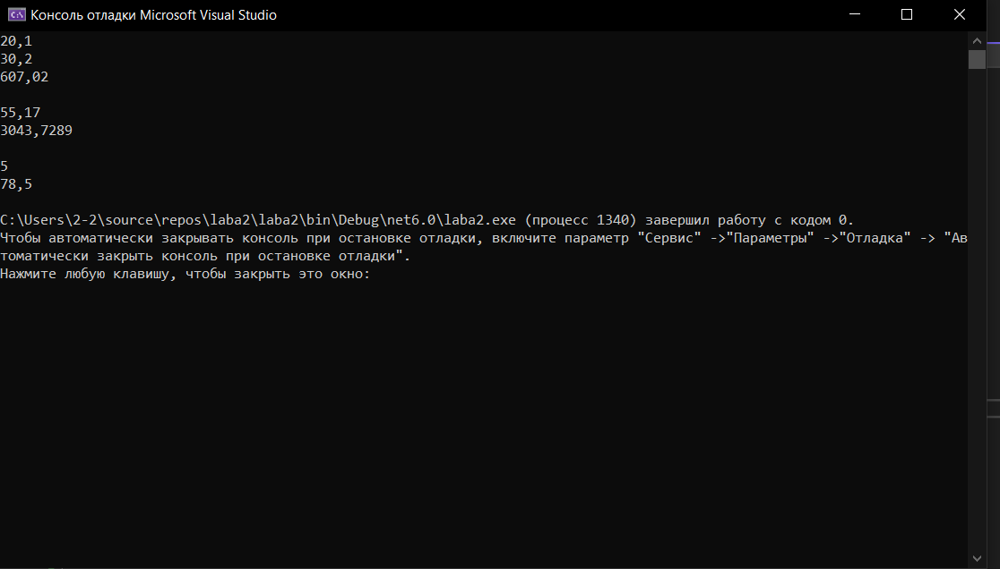 Консоль отладки Microsoft Visual Studio
20,1
30,2
607,02
55,17
3043,7289
5
78,5
C:\Users\2-2\source\repos\laba2\laba2\bin\Debug\net6.0\laba2.exe (процесс 1340) завершил работу с кодом 0.
Чтобы автоматически закрывать консоль при остановке отладки, включите параметр "Сервис" ->"Параметры" ->"Отладка" -> "Ав
томатически закрыть консоль при остановке отладки".
Нажмите любую клавишу, чтобы закрыть это окно: